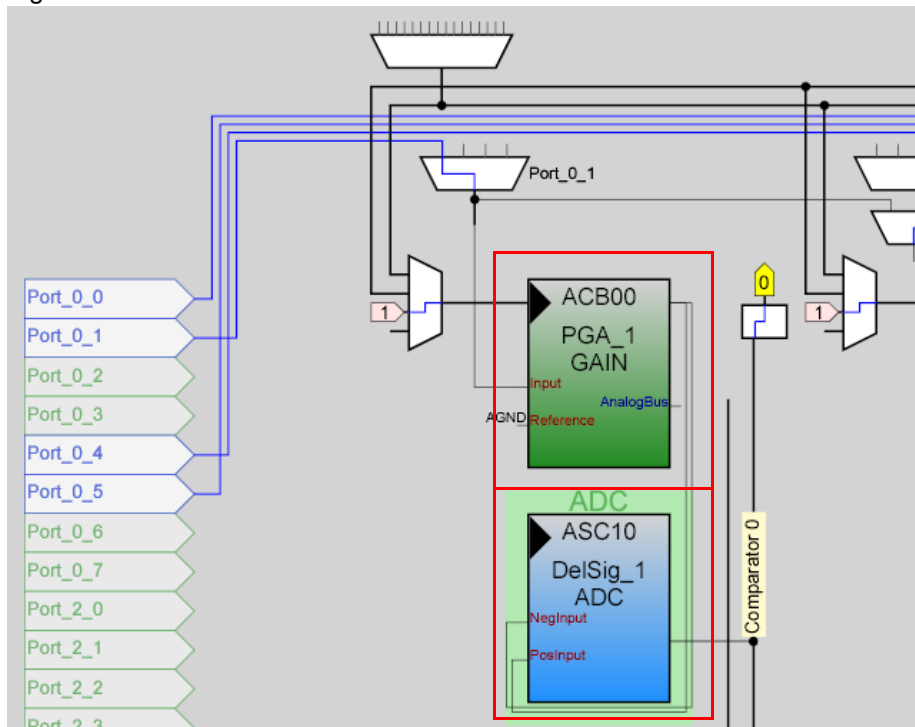 Port_0_1
Port_0_0
Port_0_1
Port_0_2
Port_0_3
Port_0_4
Port_0_5
Port_0_6
Port_0_7
Port_2_0
Port_2_1
Port_2_2
Port_2_3
1
ACB00
PGA_1
GAIN
Input
AnalogBus
AGND
Reference
ADC
ASC10
DelSig_1
ADC
NegInput
PosInput
0
Comparator 0
1